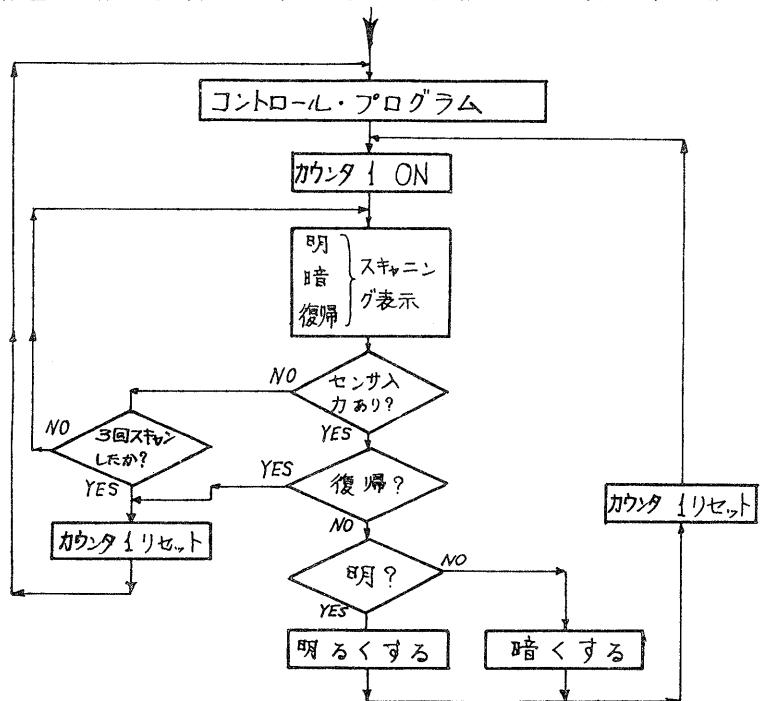 コントロール・プログラム
カウンタ 1 ON
明
暗
復帰
スキャニン
グ表示
NO
センサ入
力あり?
YES
NO
3回スキャン
したか?
YES
YES
復帰?
NO
カウンタ 1リセット
カウンタ 1リセット
明?
NO
YES
明るくする
暗くする